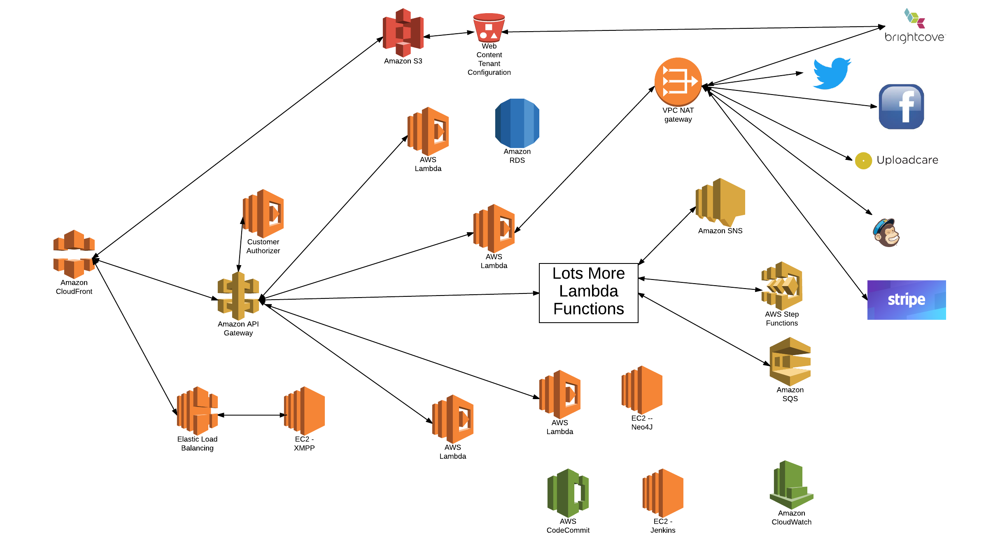 brightcove
Amazon S3
Web
Content
Tenant
Configuration
VPC NAT
gateway
Amazon
RDS
AWS
Lambda
Uploadcare
Customer
Authorizer
Amazon SNS
AWS
Lambda
Lots More
Lambda
Functions
Amazon
CloudFront
stripe
Amazon API
Gateway
AWS Step
Functions
Amazon
SQS
EC2 --
Neo4J
AWS
Lambda
Elastic Load
Balancing
EC2 -
XMPP
AWS
Lambda
AWS
CodeCommit
EC2 -
Jenkins
Amazon
CloudWatch